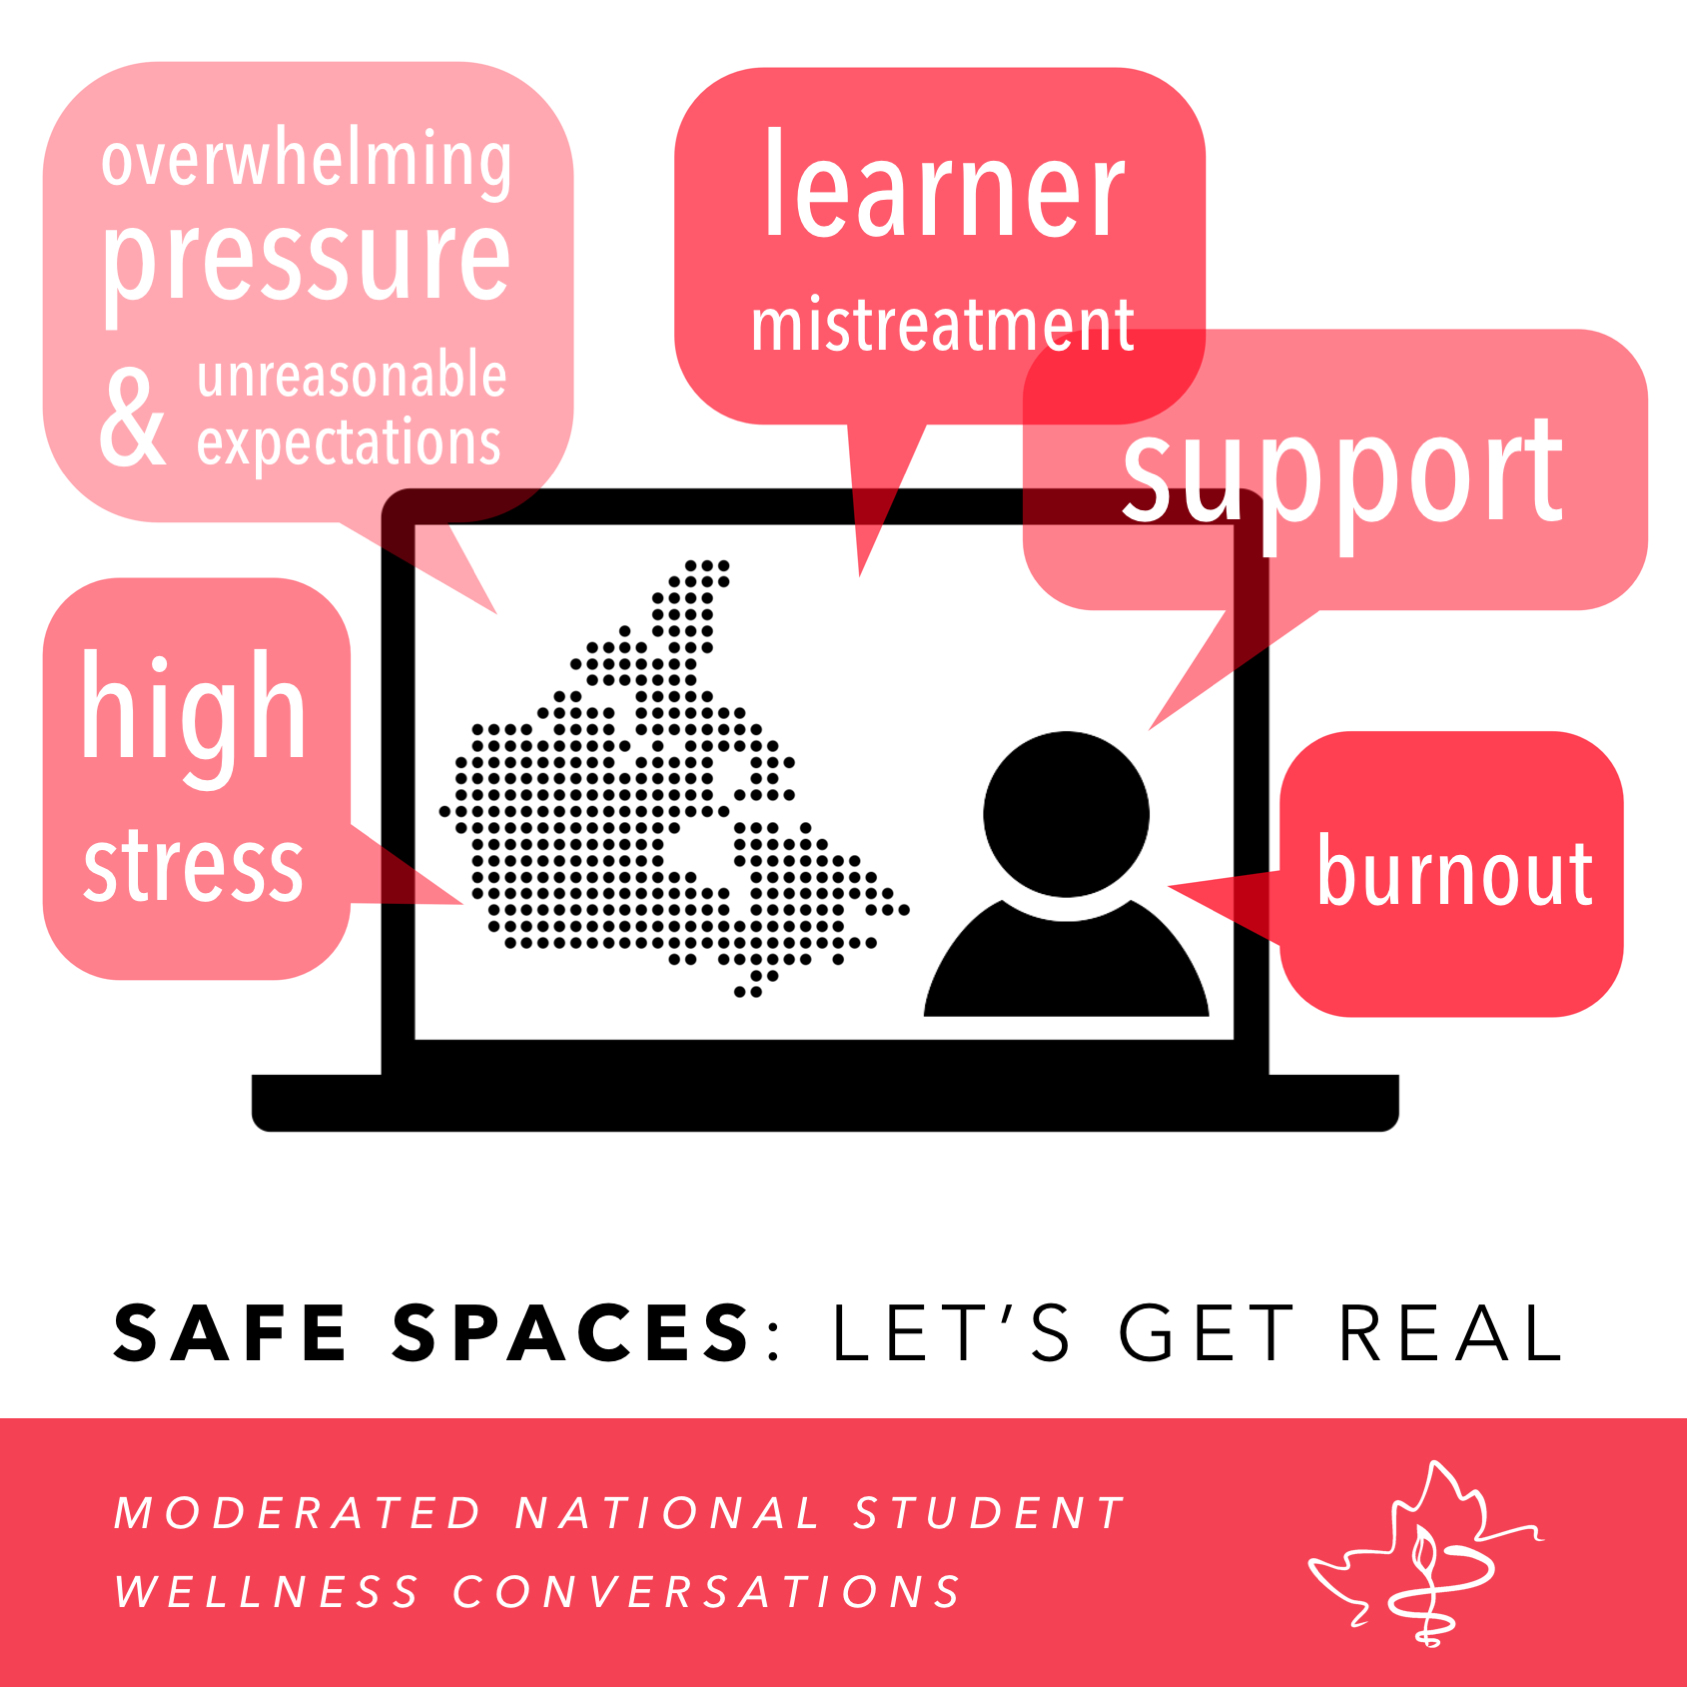 overwhelming
pressure
& unreasonable
expectations
learner
mistreatment
support
high
stress
burnout
SAFE SPACES: LET’S GET REAL
MODERATED NATIONAL STUDENT
WELLNESS CONVERSATIONS